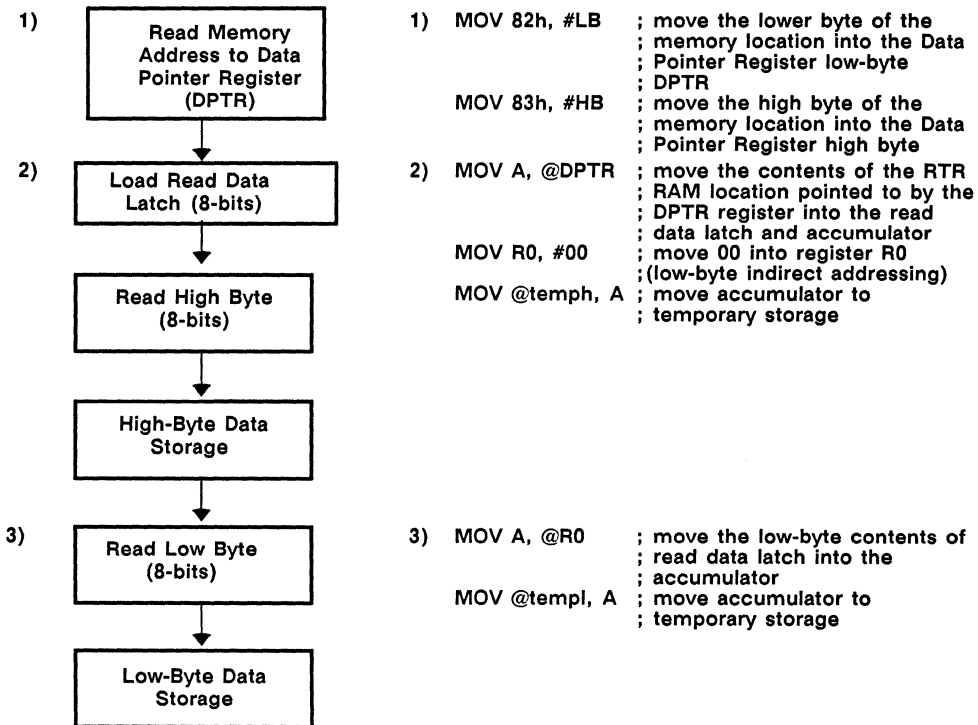 1)
Read Memory
Address to Data
Pointer Register
(DPTR)
2)
Load Read Data
Latch (8-bits)
Read High Byte
(8-bits)
High-Byte Data
Storage
3)
Read Low Byte
(8-bits)
Low-Byte Data
Storage
1) MOV 82h, #LB ; move the lower byte of the
; memory location into the Data
; Pointer Register low-byte
; DPTR
MOV 83h, #HB ; move the high byte of the
; memory location into the Data
; Pointer Register high byte
2) MOV A, @DPTR ; move the contents of the RTR
; RAM location pointed to by the
; DPTR register into the read
; data latch and accumulator
MOV R0, #00 ; move 00 into register R0
;(low-byte indirect addressing)
MOV @temph, A ; move accumulator to
; temporary storage
3) MOV A, @R0 ; move the low-byte contents of
; read data latch into the
; accumulator
MOV @templ, A ; move accumulator to
; temporary storage